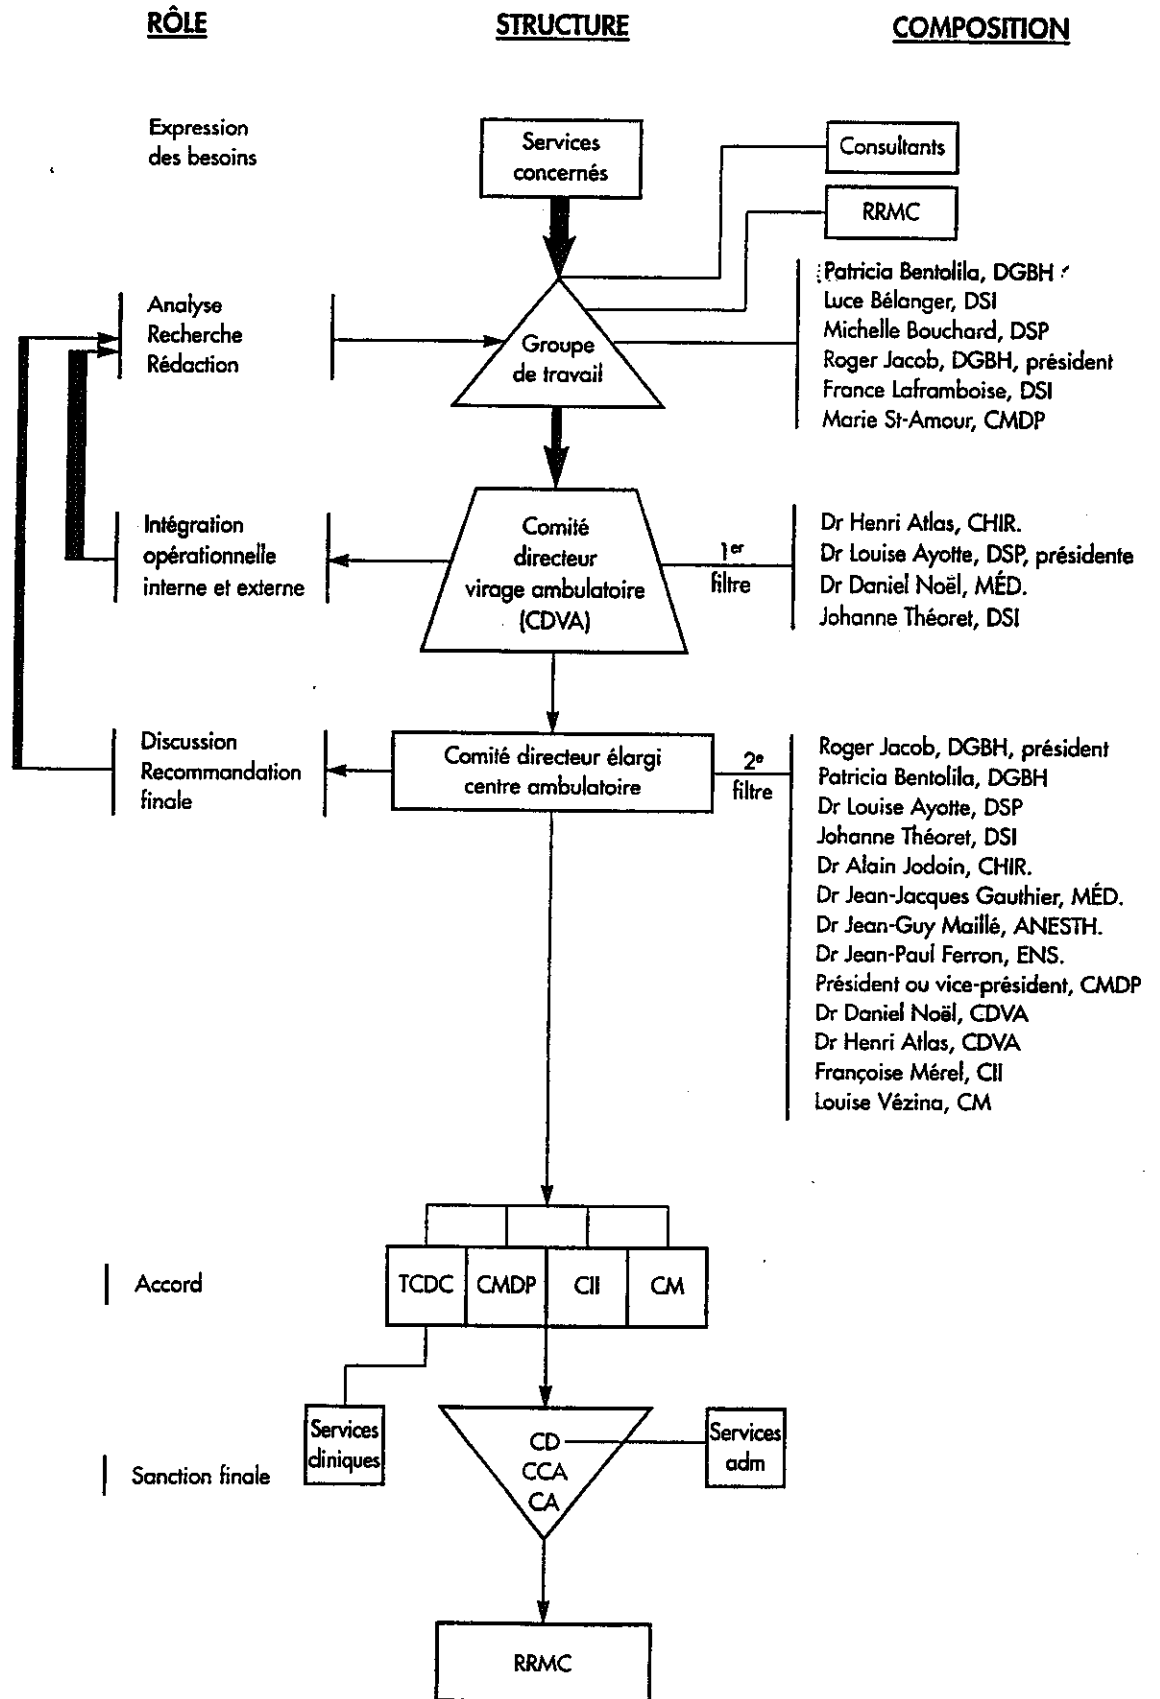 RÔLE
STRUCTURE
COMPOSITION
Expression
des besoins
Services
concernés
Consultants
RRMC
Analyse
Recherche
Rédaction
Groupe
de travail
Patricia Bentolila, DGBH
Luce Bélanger, DSI
Michelle Bouchard, DSP
Roger Jacob, DGBH, président
France Laframboise, DSI
Marie St-Amour, CMDP
Intégration
opérationnelle
interne et externe
Comité
directeur
virage ambulatoire
(CDVA)
1er
filtre
Dr Henri Atlas, CHIR.
Dr Louise Ayotte, DSP, présidente
Dr Daniel Noël, MÉD.
Johanne Théoret, DSI
Discussion
Recommandation
finale
Comité directeur élargi
centre ambulatoire
2e
filtre
Roger Jacob, DGBH, président
Patricia Bentolila, DGBH
Dr Louise Ayotte, DSP
Johanne Théoret, DSI
Dr Alain Jodoin, CHIR.
Dr Jean-Jacques Gauthier, MÉD.
Dr Jean-Guy Maillé, ANESTH.
Dr Jean-Paul Ferron, ENS.
Président ou vice-président, CMDP
Dr Daniel Noël, CDVA
Dr Henri Atlas, CDVA
Françoise Mérel, CII
Louise Vézina, CM
Accord
TCDC
CMDP
CII
CM
Sanction finale
Services
cliniques
CD
CCA
CA
Services
adm
RRMC